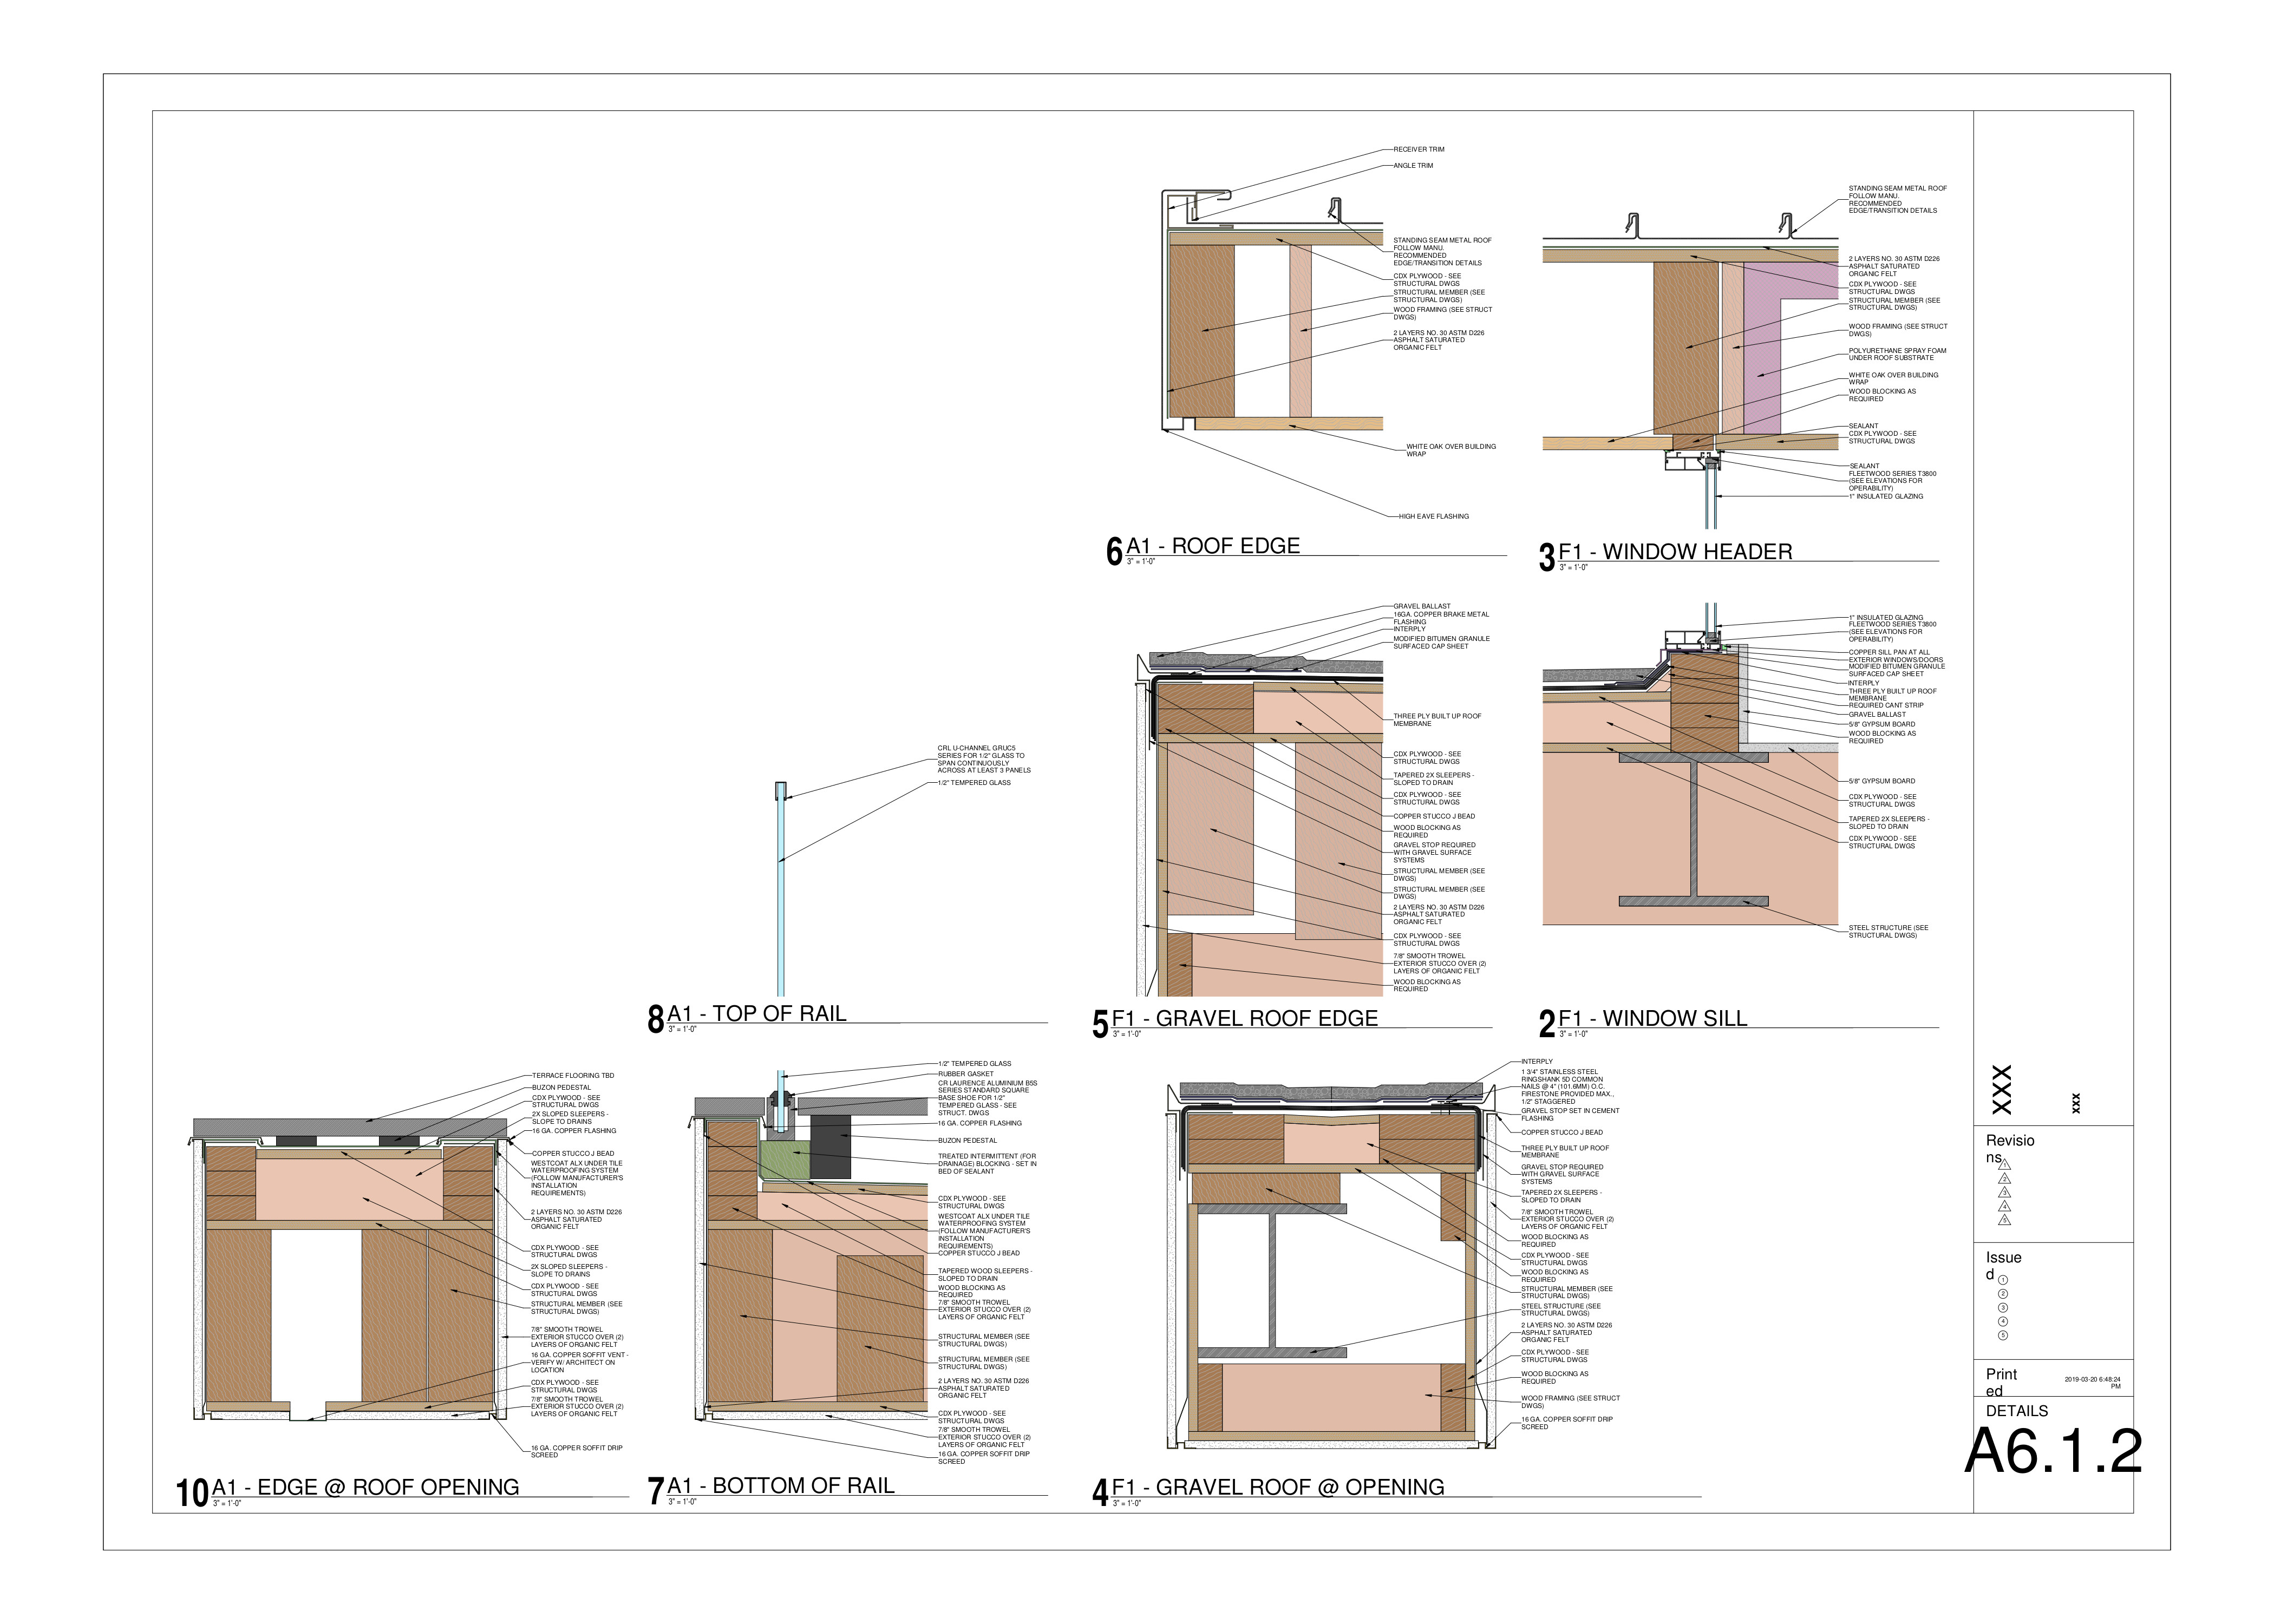 RECEIVER TRIM
ANGLE TRIM
STANDING SEAM METAL ROOF
FOLLOW MANU.
RECOMMENDED
EDGE/TRANSITION DETAILS
CDX PLYWOOD - SEE
STRUCTURAL DWGS
STRUCTURAL MEMBER (SEE
STRUCTURAL DWGS)
WOOD FRAMING (SEE STRUCT
DWGS)
2 LAYERS NO. 30 ASTM D226
ASPHALT SATURATED
ORGANIC FELT
WHITE OAK OVER BUILDING
WRAP
HIGH EAVE FLASHING
6 A1 - ROOF EDGE
3" = 1'-0"
STANDING SEAM METAL ROOF
FOLLOW MANU.
RECOMMENDED
EDGE/TRANSITION DETAILS
2 LAYERS NO. 30 ASTM D226
ASPHALT SATURATED
ORGANIC FELT
CDX PLYWOOD - SEE
STRUCTURAL DWGS
STRUCTURAL MEMBER (SEE
STRUCTURAL DWGS)
WOOD FRAMING (SEE STRUCT
DWGS)
POLYURETHANE SPRAY FOAM
UNDER ROOF SUBSTRATE
WHITE OAK OVER BUILDING
WRAP
WOOD BLOCKING AS
REQUIRED
SEALANT
CDX PLYWOOD - SEE
STRUCTURAL DWGS
SEALANT
FLEETWOOD SERIES T3800
(SEE ELEVATIONS FOR
OPERABILITY)
1" INSULATED GLAZING
3 F1 - WINDOW HEADER
3" = 1'-0"
CRL U-CHANNEL GRUC5
SERIES FOR 1/2" GLASS TO
SPAN CONTINUOUSLY
ACROSS AT LEAST 3 PANELS
1/2" TEMPERED GLASS
8 A1 - TOP OF RAIL
3" = 1'-0"
GRAVEL BALLAST
16GA. COPPER BRAKE METAL
FLASHING
INTERPLY
MODIFIED BITUMEN GRANULE
SURFACED CAP SHEET
THREE PLY BUILT UP ROOF
MEMBRANE
CDX PLYWOOD - SEE
STRUCTURAL DWGS
TAPERED 2X SLEEPERS -
SLOPED TO DRAIN
CDX PLYWOOD - SEE
STRUCTURAL DWGS
COPPER STUCCO J BEAD
WOOD BLOCKING AS
REQUIRED
GRAVEL STOP REQUIRED
WITH GRAVEL SURFACE
SYSTEMS
STRUCTURAL MEMBER (SEE
DWGS)
STRUCTURAL MEMBER (SEE
DWGS)
2 LAYERS NO. 30 ASTM D226
ASPHALT SATURATED
ORGANIC FELT
CDX PLYWOOD - SEE
STRUCTURAL DWGS
7/8" SMOOTH TROWEL
EXTERIOR STUCCO OVER (2)
LAYERS OF ORGANIC FELT
WOOD BLOCKING AS
REQUIRED
5 F1 - GRAVEL ROOF EDGE
3" = 1'-0"
1" INSULATED GLAZING
FLEETWOOD SERIES T3800
(SEE ELEVATIONS FOR
OPERABILITY)
COPPER SILL PAN AT ALL
EXTERIOR WINDOWS/DOORS
MODIFIED BITUMEN GRANULE
SURFACED CAP SHEET
INTERPLY
THREE PLY BUILT UP ROOF
MEMBRANE
REQUIRED CANT STRIP
GRAVEL BALLAST
5/8" GYPSUM BOARD
WOOD BLOCKING AS
REQUIRED
5/8" GYPSUM BOARD
CDX PLYWOOD - SEE
STRUCTURAL DWGS
TAPERED 2X SLEEPERS -
SLOPED TO DRAIN
CDX PLYWOOD - SEE
STRUCTURAL DWGS
STEEL STRUCTURE (SEE
STRUCTURAL DWGS)
2 F1 - WINDOW SILL
3" = 1'-0"
TERRACE FLOORING TBD
BUZON PEDESTAL
CDX PLYWOOD - SEE
STRUCTURAL DWGS
2X SLOPED SLEEPERS -
SLOPE TO DRAINS
16 GA. COPPER FLASHING
COPPER STUCCO J BEAD
WESTCOAT ALX UNDER TILE
WATERPROOFING SYSTEM
(FOLLOW MANUFACTURER'S
INSTALLATION
REQUIREMENTS)
2 LAYERS NO. 30 ASTM D226
ASPHALT SATURATED
ORGANIC FELT
CDX PLYWOOD - SEE
STRUCTURAL DWGS
2X SLOPED SLEEPERS -
SLOPE TO DRAINS
CDX PLYWOOD - SEE
STRUCTURAL DWGS
STRUCTURAL MEMBER (SEE
STRUCTURAL DWGS)
7/8" SMOOTH TROWEL
EXTERIOR STUCCO OVER (2)
LAYERS OF ORGANIC FELT
16 GA. COPPER SOFFIT VENT -
VERIFY W/ ARCHITECT ON
LOCATION
CDX PLYWOOD - SEE
STRUCTURAL DWGS
7/8" SMOOTH TROWEL
EXTERIOR STUCCO OVER (2)
LAYERS OF ORGANIC FELT
16 GA. COPPER SOFFIT DRIP
SCREED
10 A1 - EDGE @ ROOF OPENING
3" = 1'-0"
1/2" TEMPERED GLASS
RUBBER GASKET
CR LAURENCE ALUMINIUM B5S
SERIES STANDARD SQUARE
BASE SHOE FOR 1/2"
TEMPERED GLASS - SEE
STRUCT. DWGS
16 GA. COPPER FLASHING
BUZON PEDESTAL
TREATED INTERMITTENT (FOR
DRAINAGE) BLOCKING - SET IN
BED OF SEALANT
CDX PLYWOOD - SEE
STRUCTURAL DWGS
WESTCOAT ALX UNDER TILE
WATERPROOFING SYSTEM
(FOLLOW MANUFACTURER'S
INSTALLATION
REQUIREMENTS)
COPPER STUCCO J BEAD
TAPERED WOOD SLEEPERS -
SLOPED TO DRAIN
WOOD BLOCKING AS
REQUIRED
7/8" SMOOTH TROWEL
EXTERIOR STUCCO OVER (2)
LAYERS OF ORGANIC FELT
STRUCTURAL MEMBER (SEE
STRUCTURAL DWGS)
STRUCTURAL MEMBER (SEE
STRUCTURAL DWGS)
2 LAYERS NO. 30 ASTM D226
ASPHALT SATURATED
ORGANIC FELT
CDX PLYWOOD - SEE
STRUCTURAL DWGS
7/8" SMOOTH TROWEL
EXTERIOR STUCCO OVER (2)
LAYERS OF ORGANIC FELT
16 GA. COPPER SOFFIT DRIP
SCREED
7 A1 - BOTTOM OF RAIL
3" = 1'-0"
INTERPLY
1 3/4" STAINLESS STEEL
RINGSHANK 5D COMMON
NAILS @ 4" (101.6MM) O.C.
FIRESTONE PROVIDED MAX.,
1/2" STAGGERED
GRAVEL STOP SET IN CEMENT
FLASHING
COPPER STUCCO J BEAD
THREE PLY BUILT UP ROOF
MEMBRANE
GRAVEL STOP REQUIRED
WITH GRAVEL SURFACE
SYSTEMS
TAPERED 2X SLEEPERS -
SLOPED TO DRAIN
7/8" SMOOTH TROWEL
EXTERIOR STUCCO OVER (2)
LAYERS OF ORGANIC FELT
WOOD BLOCKING AS
REQUIRED
CDX PLYWOOD - SEE
STRUCTURAL DWGS
WOOD BLOCKING AS
REQUIRED
STRUCTURAL MEMBER (SEE
STRUCTURAL DWGS)
STEEL STRUCTURE (SEE
STRUCTURAL DWGS)
2 LAYERS NO. 30 ASTM D226
ASPHALT SATURATED
ORGANIC FELT
CDX PLYWOOD - SEE
STRUCTURAL DWGS
WOOD BLOCKING AS
REQUIRED
WOOD FRAMING (SEE STRUCT
DWGS)
16 GA. COPPER SOFFIT DRIP
SCREED
4 F1 - GRAVEL ROOF @ OPENING
3" = 1'-0"
XXX
XXX
Revisio
ns
1
2
3
4
5
Issue
d
1
2
3
4
5
Print
ed
2019-03-20 6:48:24
PM
DETAILS
A6.1.2